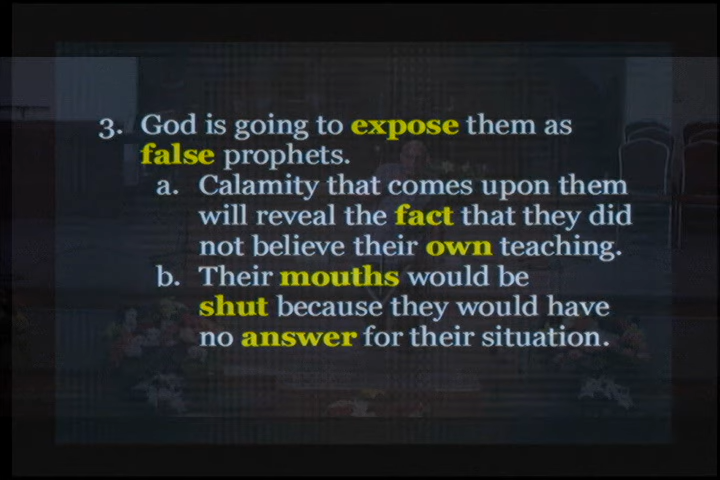 3. God is going to expose them as
false prophets.
a. Calamity that comes upon them
will reveal the fact that they did
not believe their own teaching.
b. Their mouths would be
shut because they would have
no answer for their situation.